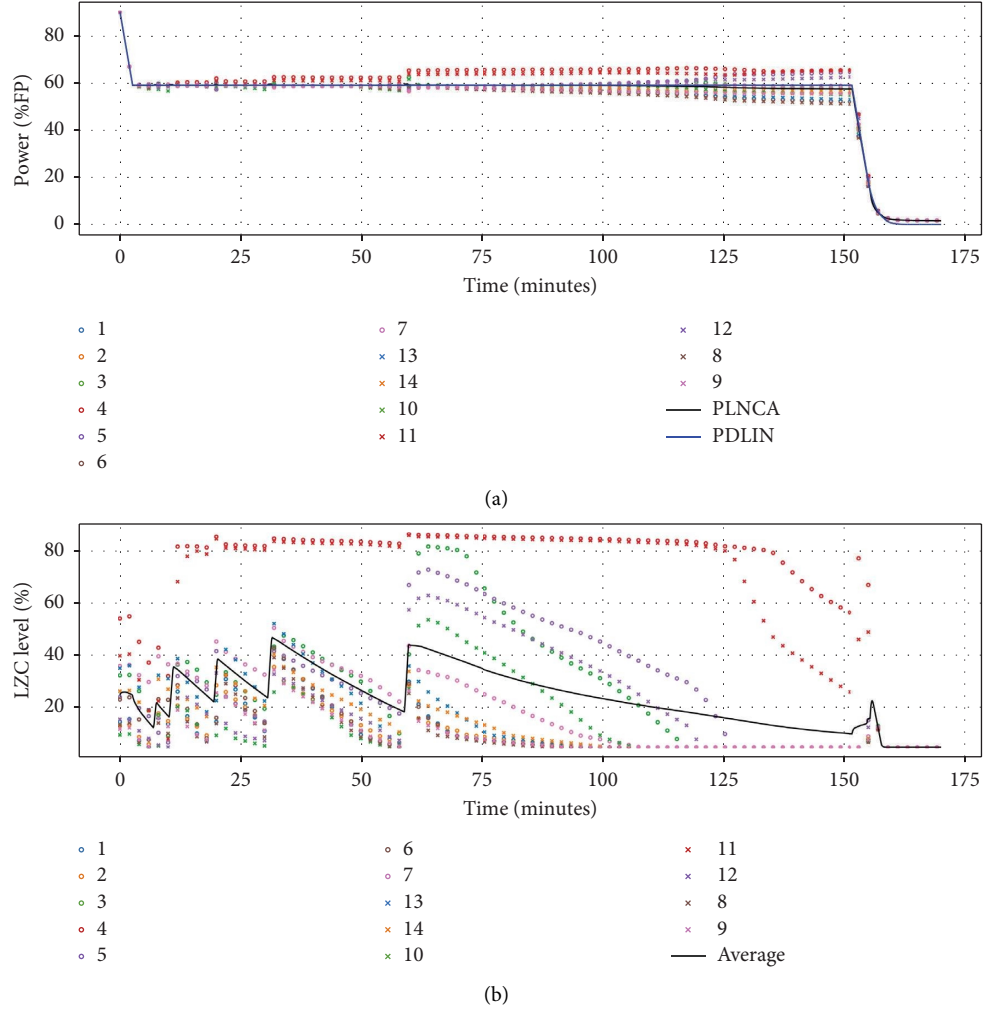 80
60
40
20
0
Power (%FP)
0 25 50 75 100 125 150 175
Time (minutes)
1 7 12
2 13 8
3 14 9
4 10 PLNCA
5 11 PDLIN
6
(a)
80
60
40
20
LZC level (%)
0 25 50 75 100 125 150 175
Time (minutes)
1 6 11
2 7 12
3 13 8
4 14 9
5 10 Average
(b)